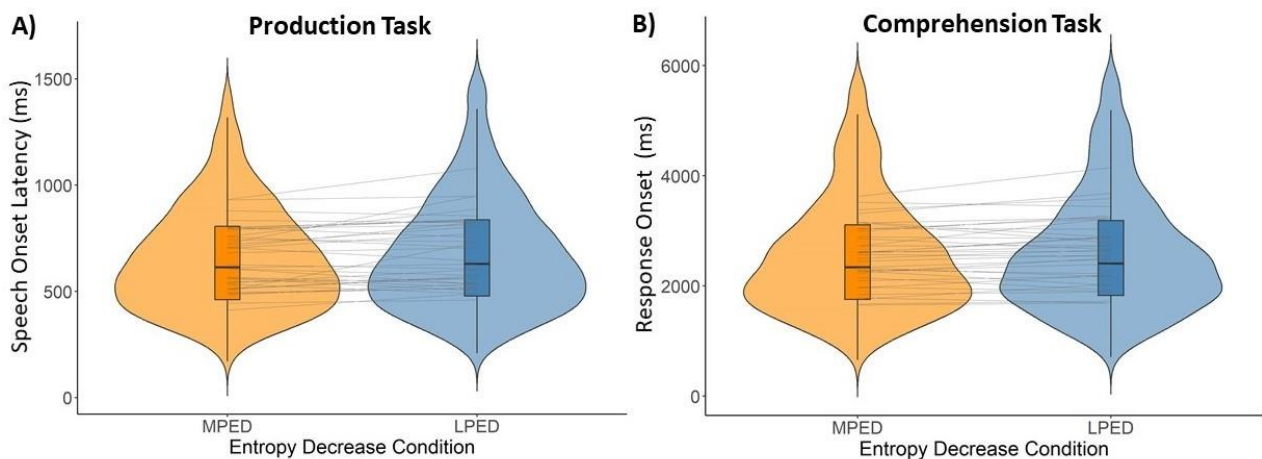 A)
Production Task
Speech Onset Latency (ms)
1500
1000
500
0
MPED
LPED
Entropy Decrease Condition
B)
Comprehension Task
Response Onset (ms)
6000
4000
2000
0
MPED
LPED
Entropy Decrease Condition